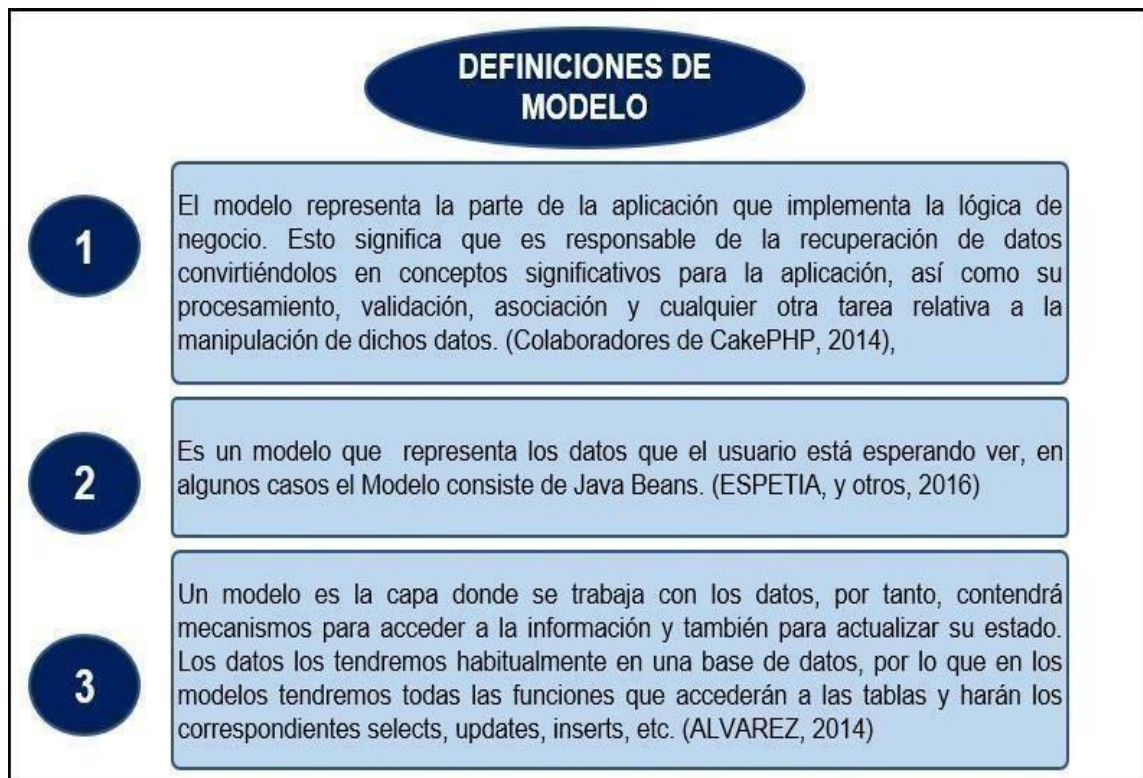 DEFINICIONES DE
MODELO
1
El modelo representa la parte de la aplicación que implementa la lógica de
negocio. Esto significa que es responsable de la recuperación de datos
convirtiéndolos en conceptos significativos para la aplicación, así como su
procesamiento, validación, asociación y cualquier otra tarea relativa a la
manipulación de dichos datos. (Colaboradores de CakePHP, 2014),
2
Es un modelo que representa los datos que el usuario está esperando ver, en
algunos casos el Modelo consiste de Java Beans. (ESPETIA, y otros, 2016)
3
Un modelo es la capa donde se trabaja con los datos, por tanto, contendrá
mecanismos para acceder a la información y también para actualizar su estado.
Los datos los tendremos habitualmente en una base de datos, por lo que en los
modelos tendremos todas las funciones que accederán a las tablas y harán los
correspondientes selects, updates, inserts, etc. (ALVAREZ, 2014)